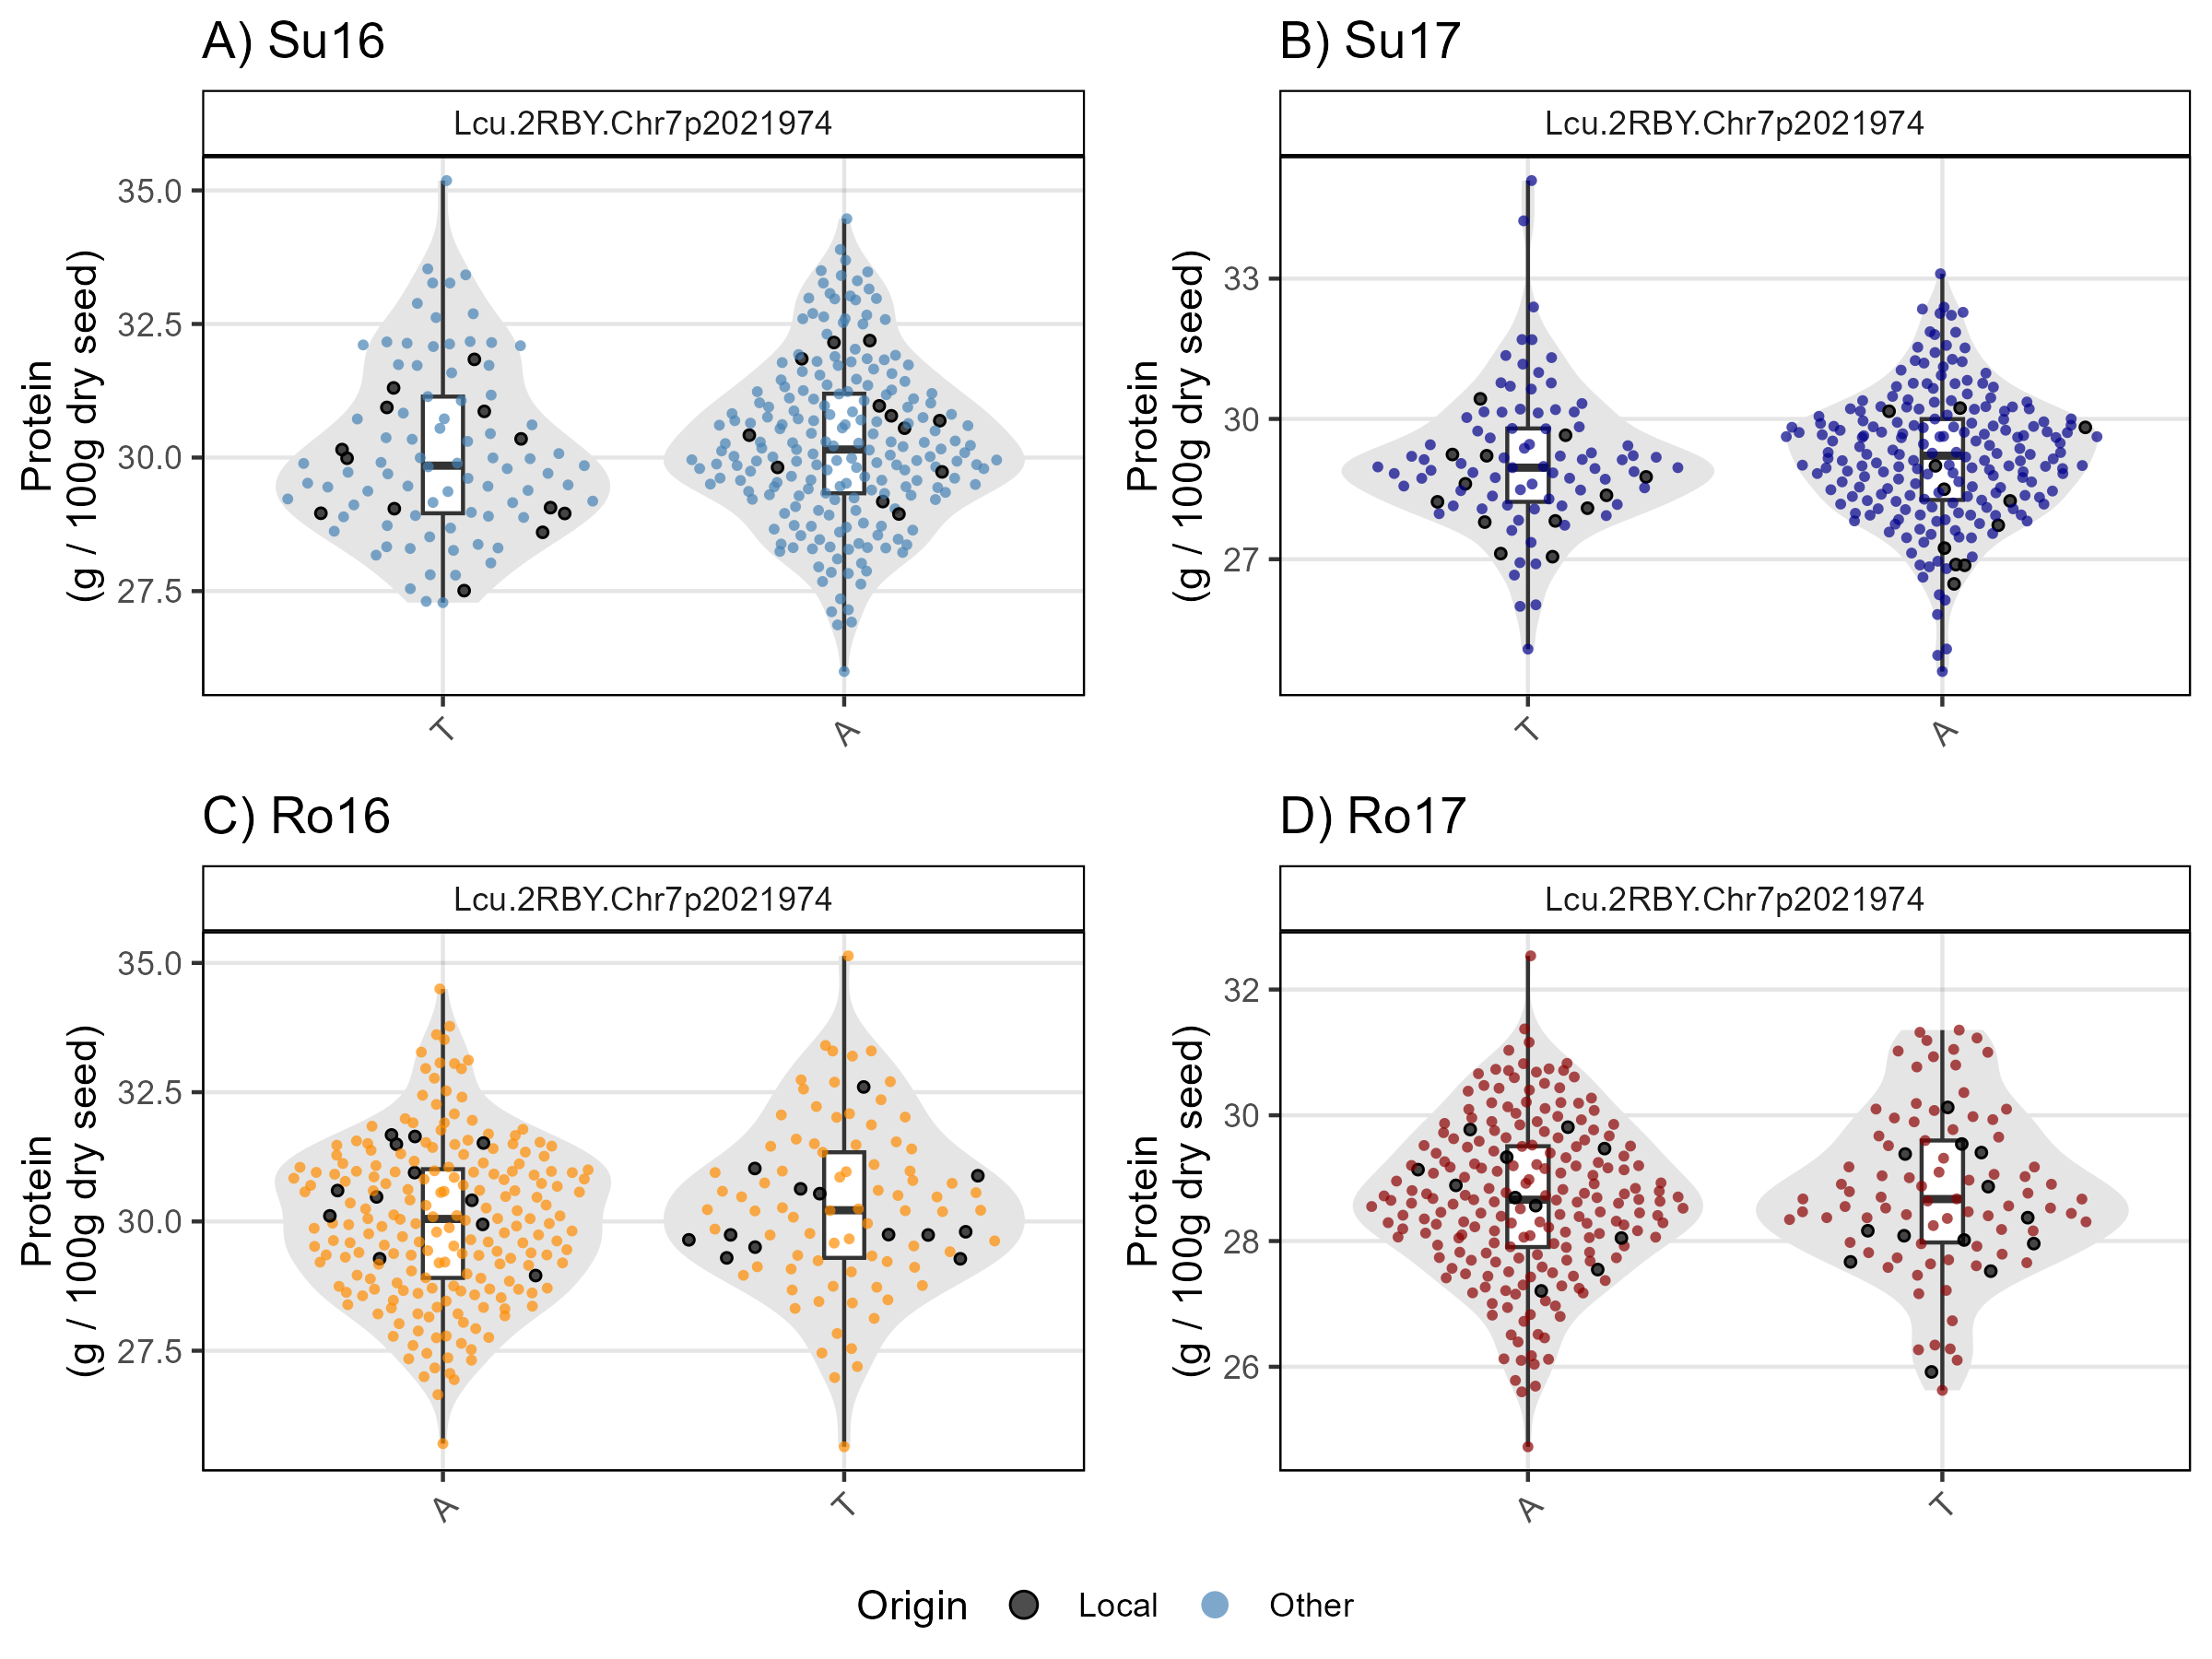 A) Su16
Lcu.2RBY.Chr7p2021974
Protein
(g / 100g dry seed)
35.0
32.5
30.0
27.5
T
A
B) Su17
Lcu.2RBY.Chr7p2021974
Protein
(g / 100g dry seed)
33
30
27
T
A
C) Ro16
Lcu.2RBY.Chr7p2021974
Protein
(g / 100g dry seed)
35.0
32.5
30.0
27.5
A
T
D) Ro17
Lcu.2RBY.Chr7p2021974
Protein
(g / 100g dry seed)
32
30
28
26
A
T
Origin Local Other